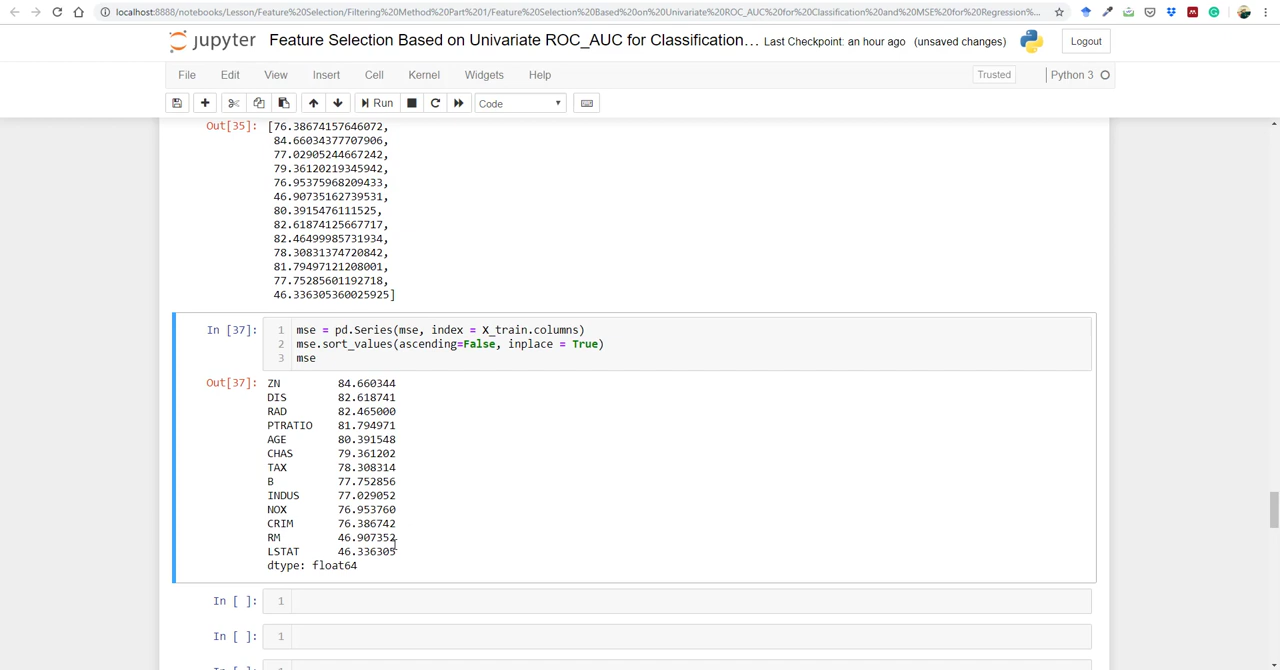 localhost:8888/notebooks/Lesson/Feature%20Selection/Filtering%20Method%20Part%201/Feature%20Selection%20Based%20on%20Univariate%20ROC_AUC%20for%20Classification%20and%20MSE%20for%20Regression%...
jupyter Feature Selection Based on Univariate ROC_AUC for Classification... Last Checkpoint: an hour ago (unsaved changes) Logout
File Edit View Insert Cell Kernel Widgets Help Trusted Python 3
Run Code
Out[35]: [76.38674157646072,
84.66034377707906,
77.02905244667242,
79.36120219345942,
76.95375968209433,
46.90735162739531,
80.3915476111525,
82.61874125667717,
82.46499985731934,
78.30831374720842,
81.79497121208001,
77.75285601192718,
46.336305360025925]
In [37]: 1 mse = pd.Series(mse, index = X_train.columns)
2 mse.sort_values(ascending=False, inplace = True)
3 mse
Out[37]: ZN 84.660344
DIS 82.618741
RAD 82.465000
PTRATIO 81.794971
AGE 80.391548
CHAS 79.361202
TAX 78.308314
B 77.752856
INDUS 77.029052
NOX 76.953760
CRIM 76.386742
RM 46.907352
LSTAT 46.336305
dtype: float64
In [ ]: 1
In [ ]: 1